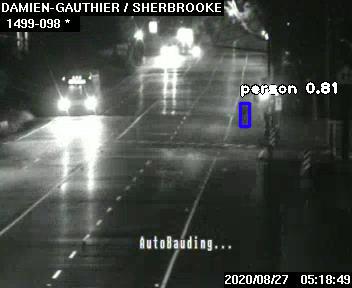 DAMIEN-GAUTHIER / SHERBROOKE
1499-098 *
person 0.81
AutoBauding...
2020/08/27 05:18:49